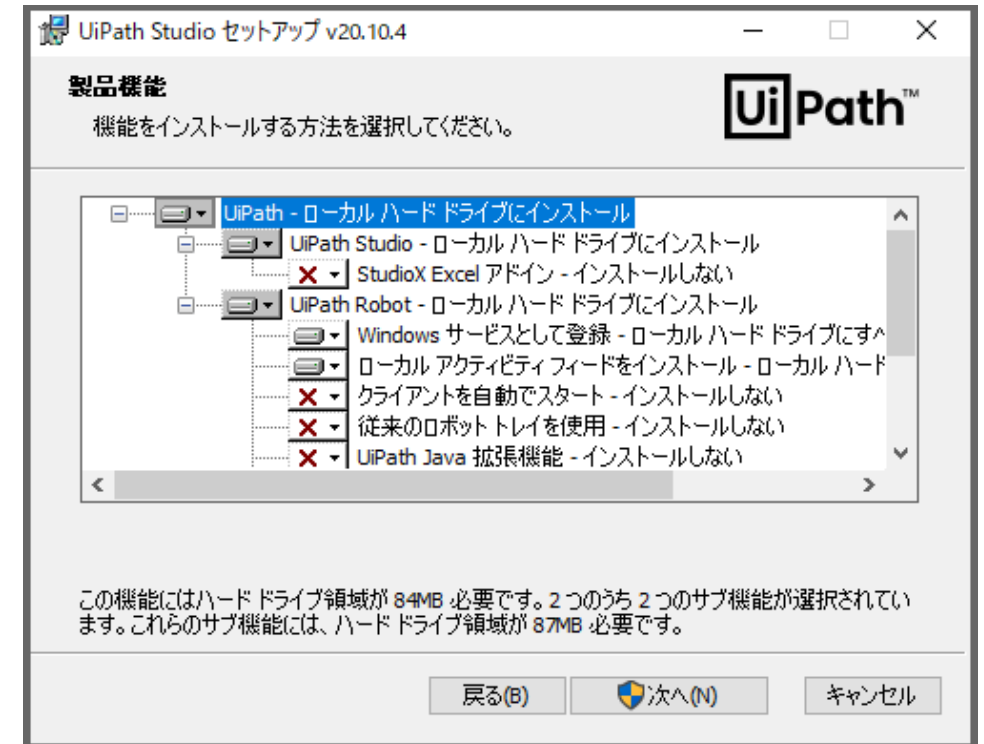 UiPath Studio セットアップ v20.10.4
製品機能
機能をインストールする方法を選択してください。
UiPath™
UiPath - ローカル ハード ドライブにインストール
UiPath Studio - ローカル ハード ドライブにインストール
StudioX Excel アドイン - インストールしない
UiPath Robot - ローカル ハード ドライブにインストール
Windows サービスとして登録 - ローカル ハード ドライブにすべ
ローカル アクティビティ フィードをインストール - ローカル ハード
クライアントを自動でスタート - インストールしない
従来のロボット トレイを使用 - インストールしない
UiPath Java 拡張機能 - インストールしない
この機能にはハード ドライブ領域が 84MB 必要です。2 つのうち 2 つのサブ機能が選択されてい
ます。これらのサブ機能には、ハード ドライブ領域が 87MB 必要です。
戻る(B)
次へ(N)
キャンセル